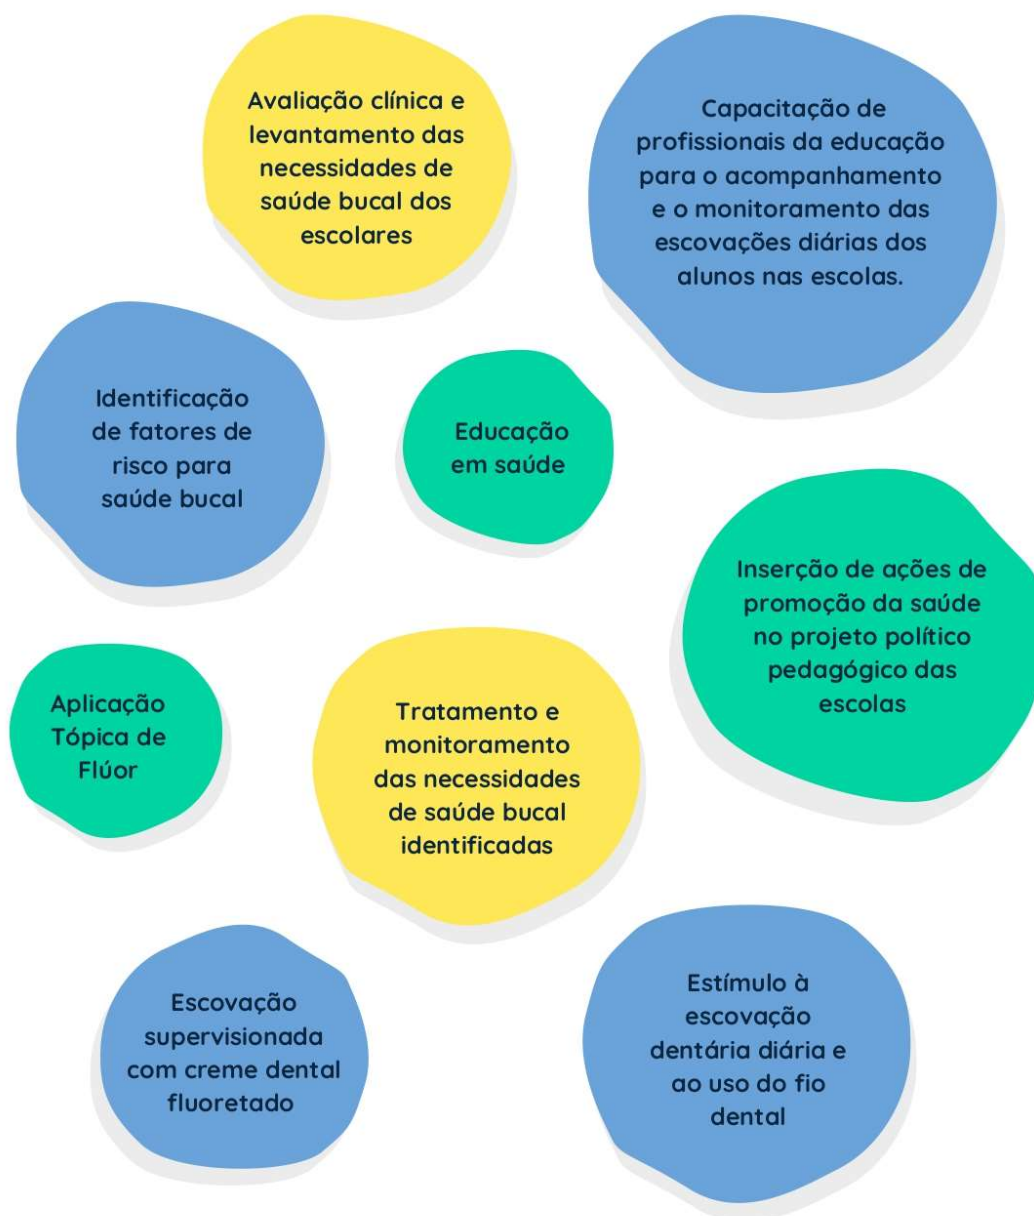 Avaliação clínica e
levantamento das
necessidades de
saúde bucal dos
escolares
Capacitação de
profissionais da educação
para o acompanhamento
e o monitoramento das
escovações diárias dos
alunos nas escolas.
Identificação
de fatores de
risco para
saúde bucal
Educação
em saúde
Inserção de ações de
promoção da saúde
no projeto político
pedagógico das
escolas
Aplicação
Tópica de
Flúor
Tratamento e
monitoramento
das necessidades
de saúde bucal
identificadas
Escovação
supervisionada
com creme dental
fluoretado
Estímulo à
escovação
dentária diária e
ao uso do fio
dental